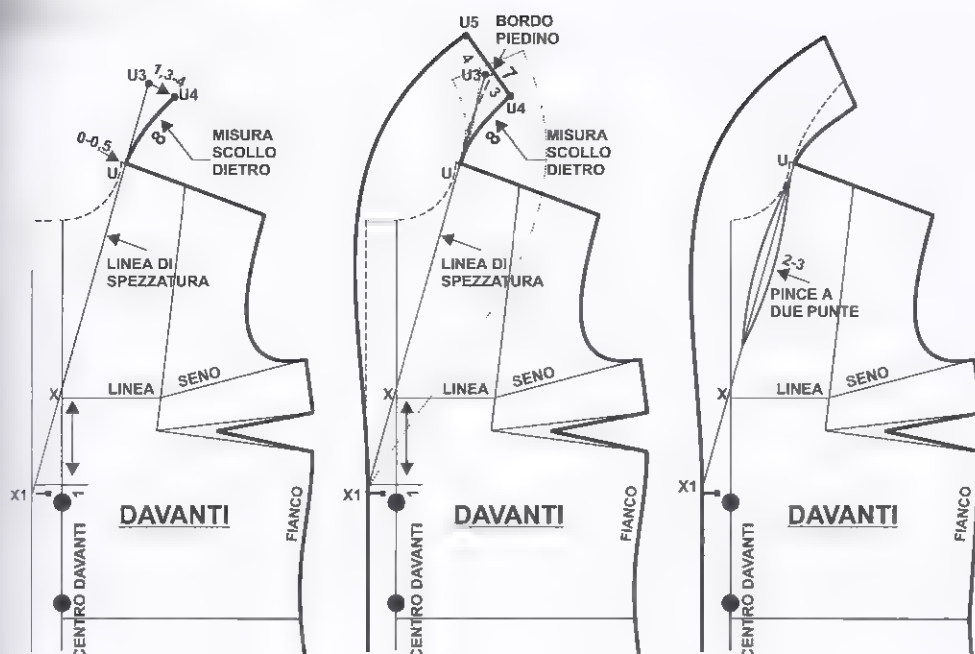 U3
1,3-4
U4
0-0,5
8
U
MISURA
SCOLLO
DIETRO
LINEA DI
SPEZZATURA
X
LINEA
SENO
X1
1
DAVANTI
FIANCO
CENTRO DAVANTI
U5
BORDO
PIEDINO
4
U3
7
3
U4
8
U
MISURA
SCOLLO
DIETRO
LINEA DI
SPEZZATURA
X
LINEA
SENO
X1
1
DAVANTI
FIANCO
CENTRO DAVANTI
U
2-3
PINCE A
DUE PUNTE
X
LINEA
SENO
X1
DAVANTI
FIANCO
CENTRO DAVANTI